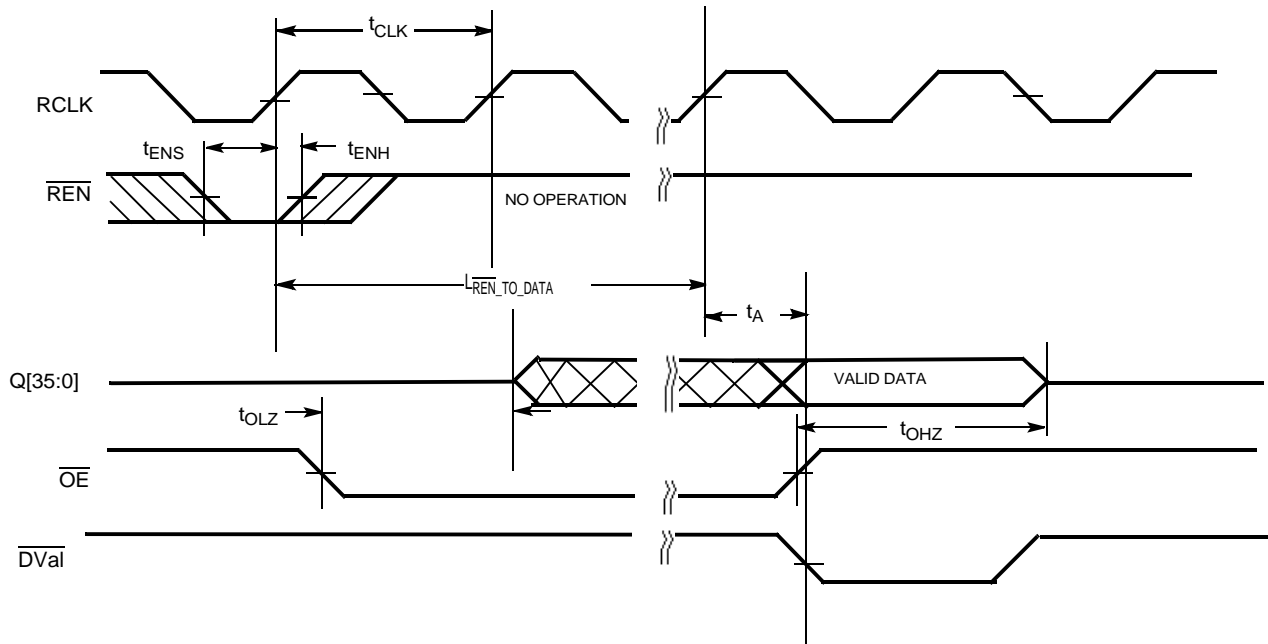 tCLK
RCLK
tENS
tENH
REN
NO OPERATION
LREN_TO_DATA
tA
Q[35:0]
VALID DATA
tOLZ
tOHZ
OE
DVal